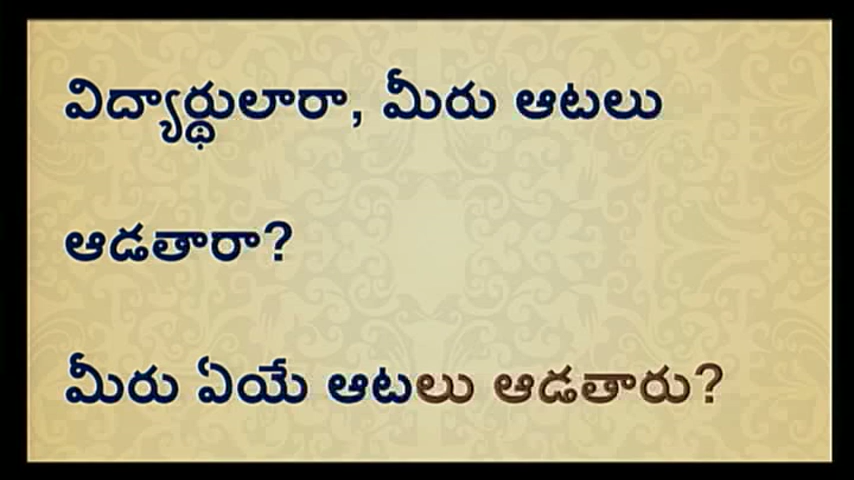 విద్యార్థులారా, మీరు ఆటలు
ఆడతారా?
మీరు ఏయే ఆటలు ఆడతారు?